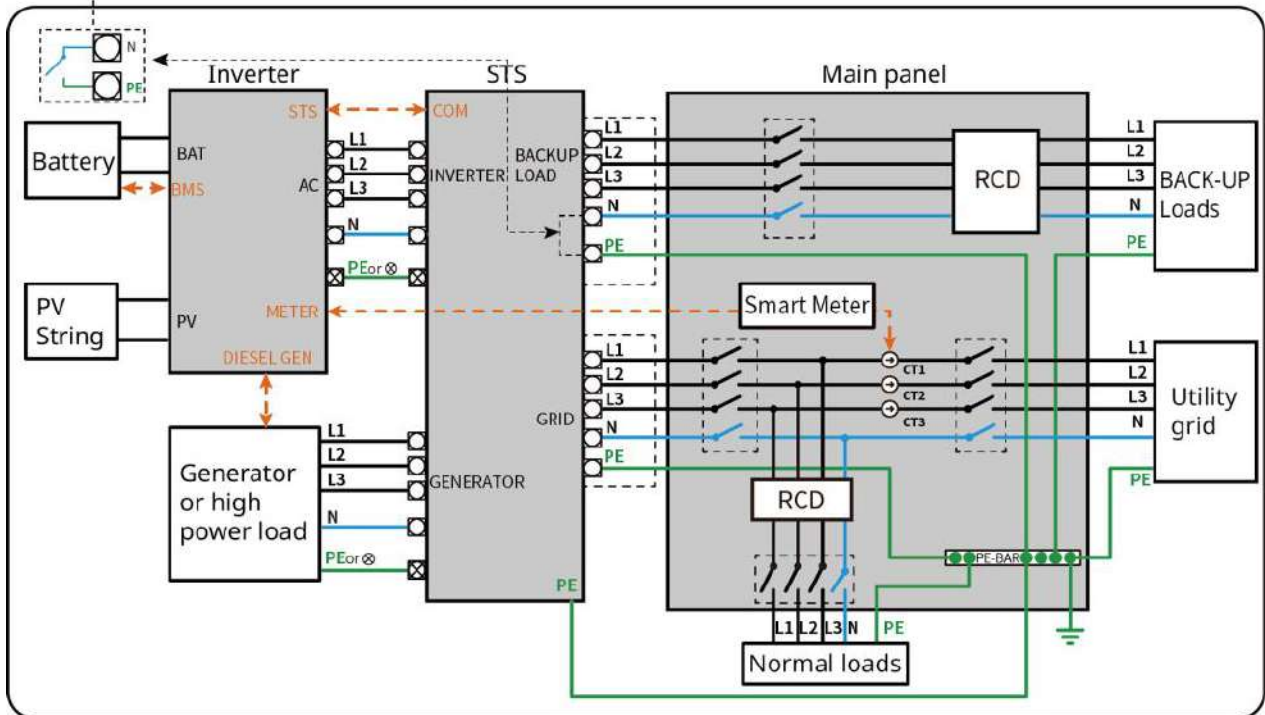 N
PE
Inverter
STS
Main panel
STS
COM
Battery
BAT
BMS
AC
L1
L2
L3
N
PEor ⊗
INVERTER
BACKUP
LOAD
L1
L2
L3
N
PE
RCD
L1
L2
L3
N
PE
BACK-UP
Loads
PV
String
PV
METER
DIESEL GEN
Smart Meter
Generator
or high
power load
L1
L2
L3
N
PEor ⊗
GENERATOR
GRID
L1
L2
L3
N
PE
CT1
CT2
CT3
L1
L2
L3
N
PE
Utility
grid
RCD
PE-BAR
PE
L1 L2 L3 N PE
Normal loads